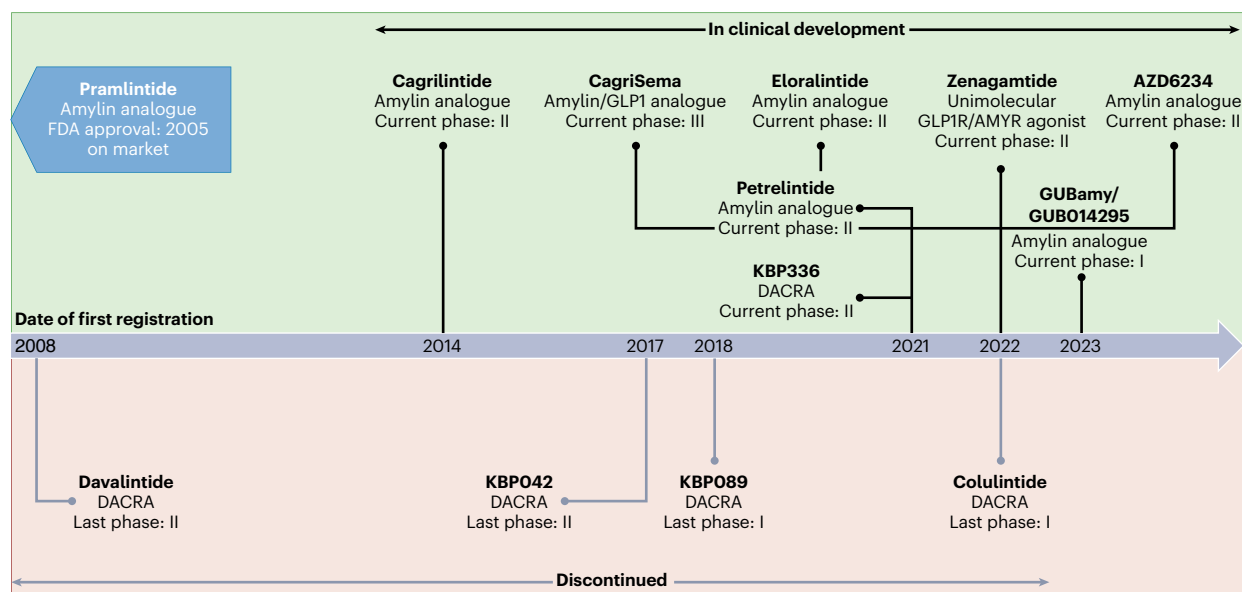 In clinical development
Pramlintide
Amylin analogue
FDA approval: 2005
on market
Cagrilintide
Amylin analogue
Current phase: II
CagriSema
Amylin/GLP1 analogue
Current phase: III
Eloralintide
Amylin analogue
Current phase: II
Zenagamtide
Unimolecular
GLP1R/AMYR agonist
Current phase: II
AZD6234
Amylin analogue
Current phase: II
Petrelintide
Amylin analogue
Current phase: II
GUBamy/
GUB014295
Amylin analogue
Current phase: I
KBP336
DACRA
Current phase: II
Date of first registration
2008 2014 2017 2018 2021 2022 2023
Davalintide
DACRA
Last phase: II
KBP042
DACRA
Last phase: II
KBP089
DACRA
Last phase: I
Colulintide
DACRA
Last phase: I
Discontinued